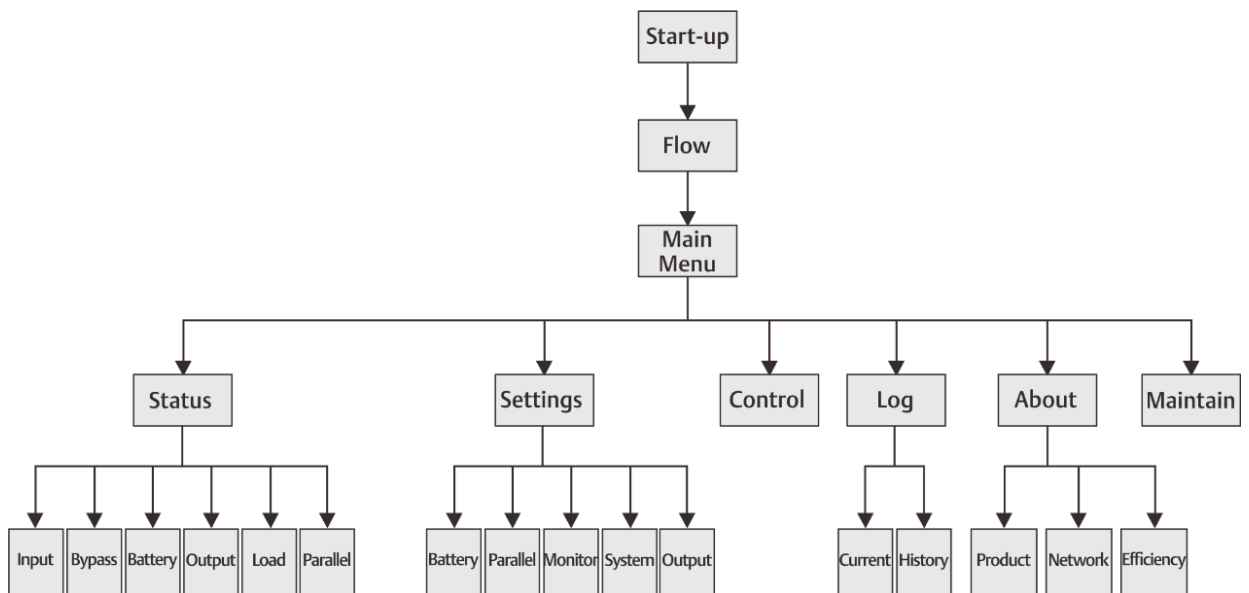 Start-up
Flow
Main
Menu
Status
Settings
Control
Log
About
Maintain
Input
Bypass
Battery
Output
Load
Parallel
Battery
Parallel
Monitor
System
Output
Current
History
Product
Network
Efficiency